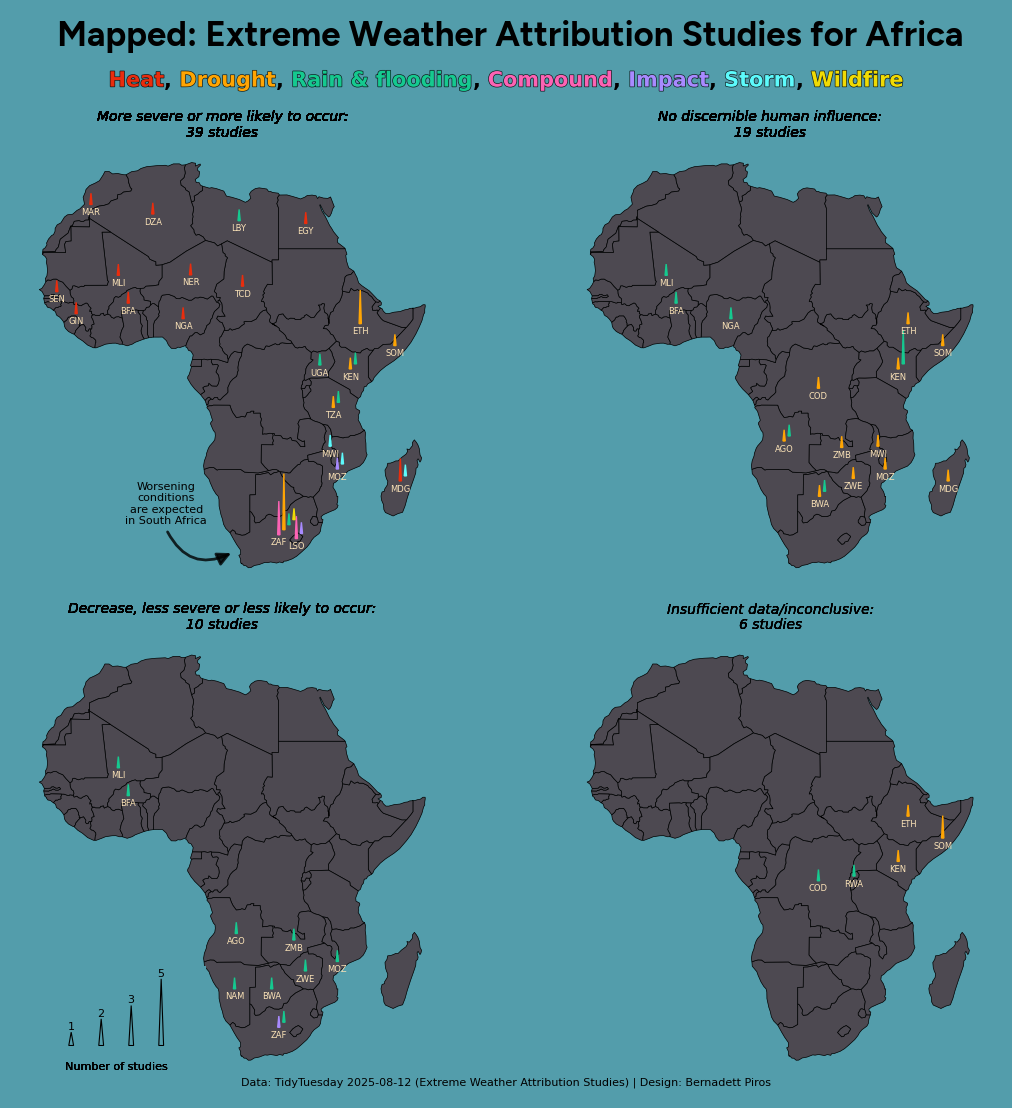 Mapped: Extreme Weather Attribution Studies for Africa
Heat, Drought, Rain & flooding, Compound, Impact, Storm, Wildfire
More severe or more likely to occur:
39 studies
MAR
DZA
LBY
EGY
MLI
NER
TCD
SEN
BFA
GIN
NGA
ETH
SOM
UGA
KEN
TZA
MWI
MOZ
MDG
ZAF
LSO
Worsening
conditions
are expected
in South Africa
No discernible human influence:
19 studies
MLI
BFA
NGA
ETH
SOM
KEN
COD
AGO
ZMB
MWI
MOZ
ZWE
BWA
MDG
Decrease, less severe or less likely to occur:
10 studies
MLI
BFA
AGO
ZMB
MOZ
ZWE
NAM
BWA
ZAF
1
2
3
5
Number of studies
Insufficient data/inconclusive:
6 studies
ETH
SOM
KEN
COD
RWA
Data: TidyTuesday 2025-08-12 (Extreme Weather Attribution Studies) | Design: Bernadett Piros